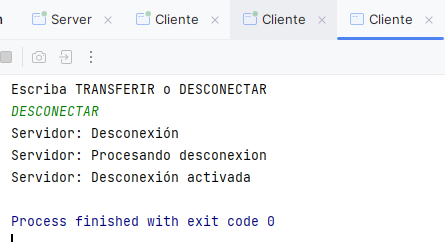 Server Cliente Cliente Cliente
Escriba TRANSFERIR o DESCONECTAR
DESCONECTAR
Servidor: Desconexión
Servidor: Procesando desconexion
Servidor: Desconexión activada
Process finished with exit code 0